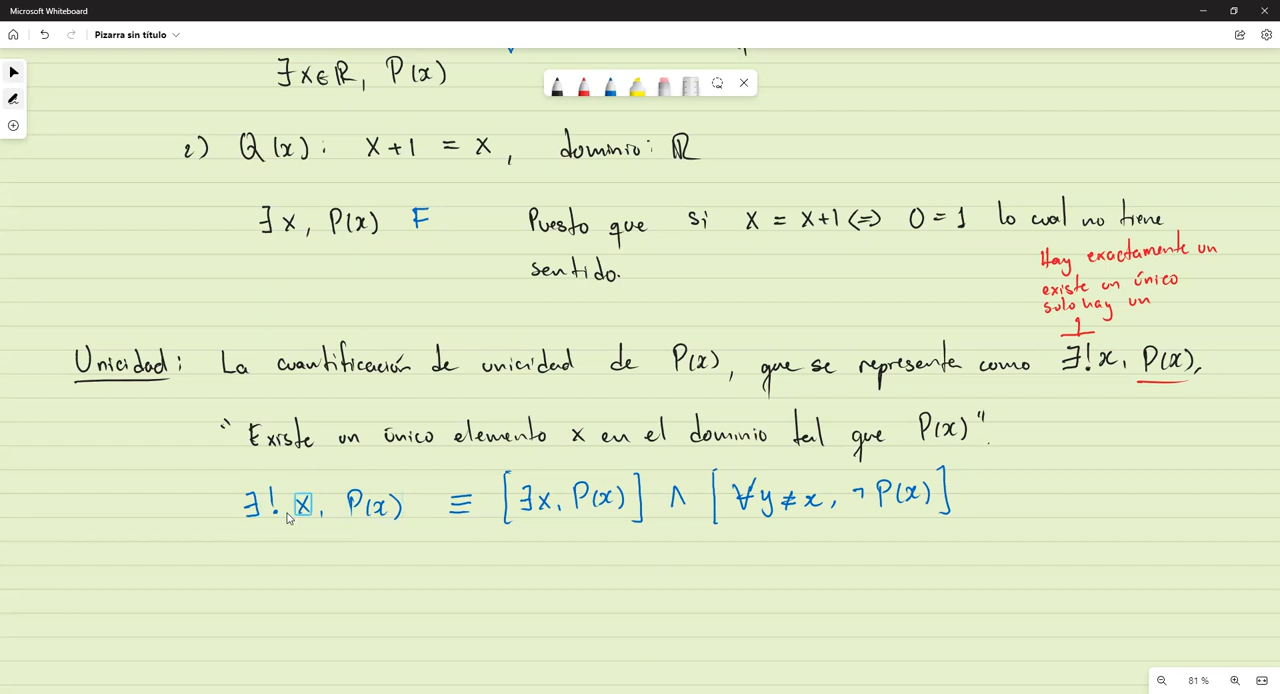 Microsoft Whiteboard
Pizarra sin título
∃x∈ℝ, P(x)
2) Q(x): x+1 = x, dominio: ℝ
∃x, P(x) F Puesto que si x = x+1 (=) 0 = 1 lo cual no tiene
sentido.
Hay exactamente un
existe un único
solo hay un
Unicidad: La cuantificación de unicidad de P(x), que se representa como ∃!x, P(x),
"Existe un único elemento x en el dominio tal que P(x)".
∃! x, P(x) ≡ [∃x, P(x)] ∧ [∀y≠x, ¬P(x)]
81 %